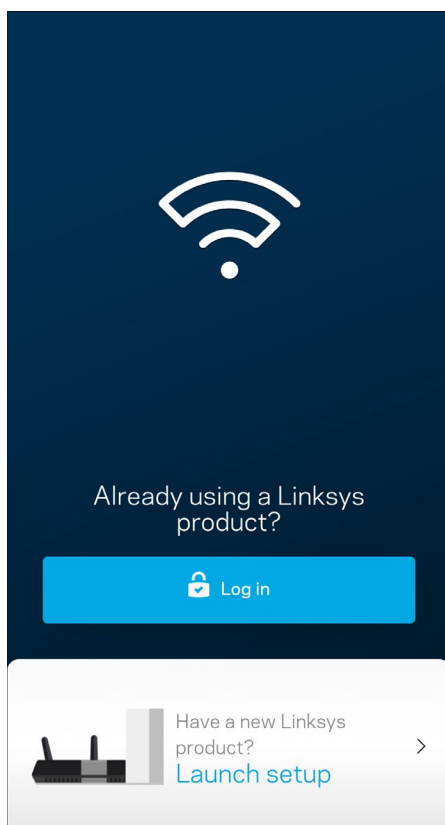 Already using a Linksys
product?
Log in
Have a new Linksys
product?
Launch setup